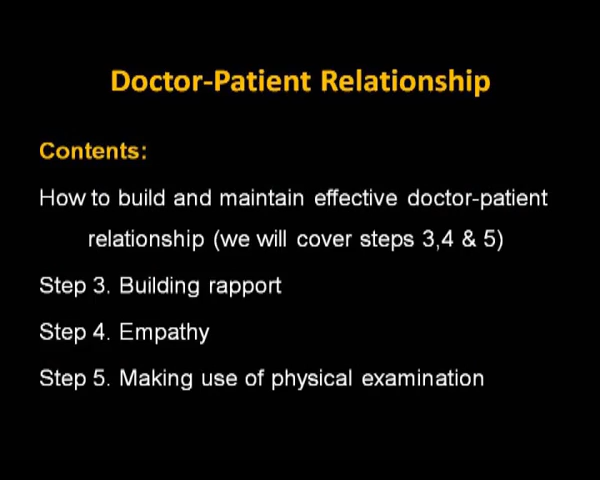 Doctor-Patient Relationship
Contents:
How to build and maintain effective doctor-patient
relationship (we will cover steps 3,4 & 5)
Step 3. Building rapport
Step 4. Empathy
Step 5. Making use of physical examination